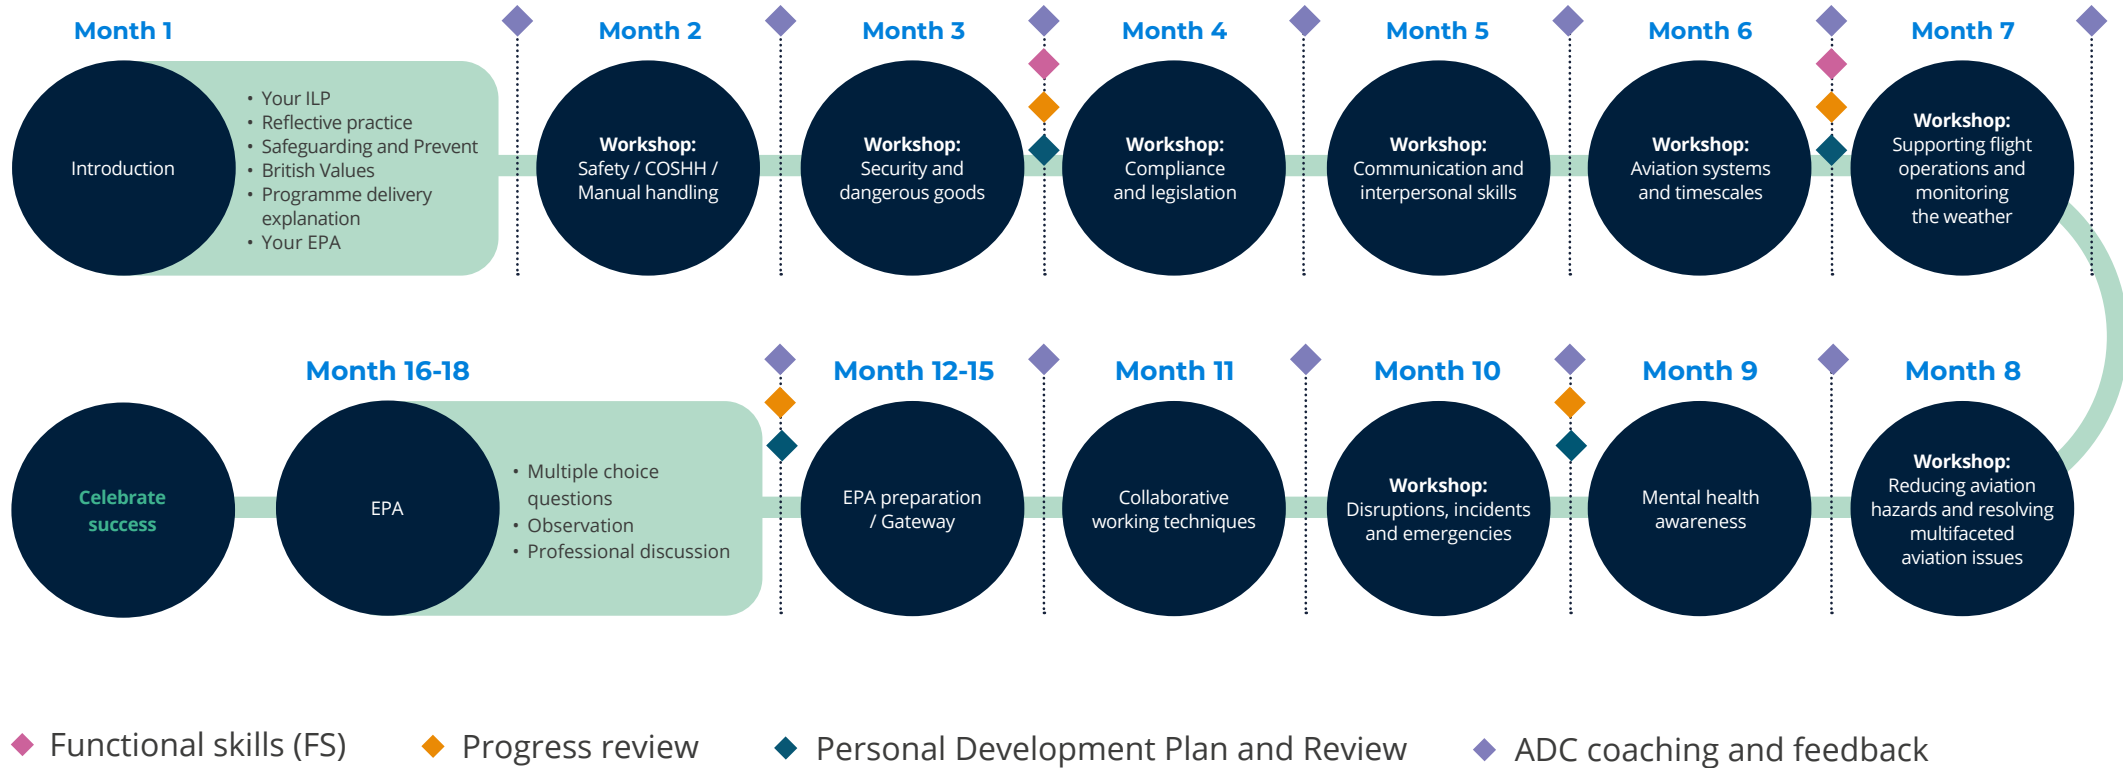 Month 1
Introduction
• Your ILP
• Reflective practice
• Safeguarding and Prevent
• British Values
• Programme delivery
explanation
• Your EPA
Month 2
Workshop:
Safety / COSHH /
Manual handling
Month 3
Workshop:
Security and
dangerous goods
Month 4
Workshop:
Compliance
and legislation
Month 5
Workshop:
Communication and
interpersonal skills
Month 6
Workshop:
Aviation systems
and timescales
Month 7
Workshop:
Supporting flight
operations and
monitoring
the weather
Month 8
Workshop:
Reducing aviation
hazards and resolving
multifaceted
aviation issues
Month 9
Mental health
awareness
Month 10
Workshop:
Disruptions, incidents
and emergencies
Month 11
Collaborative
working techniques
Month 12-15
EPA preparation
/ Gateway
Month 16-18
EPA
• Multiple choice
questions
• Observation
• Professional discussion
Celebrate
success
Functional skills (FS)
Progress review
Personal Development Plan and Review
ADC coaching and feedback